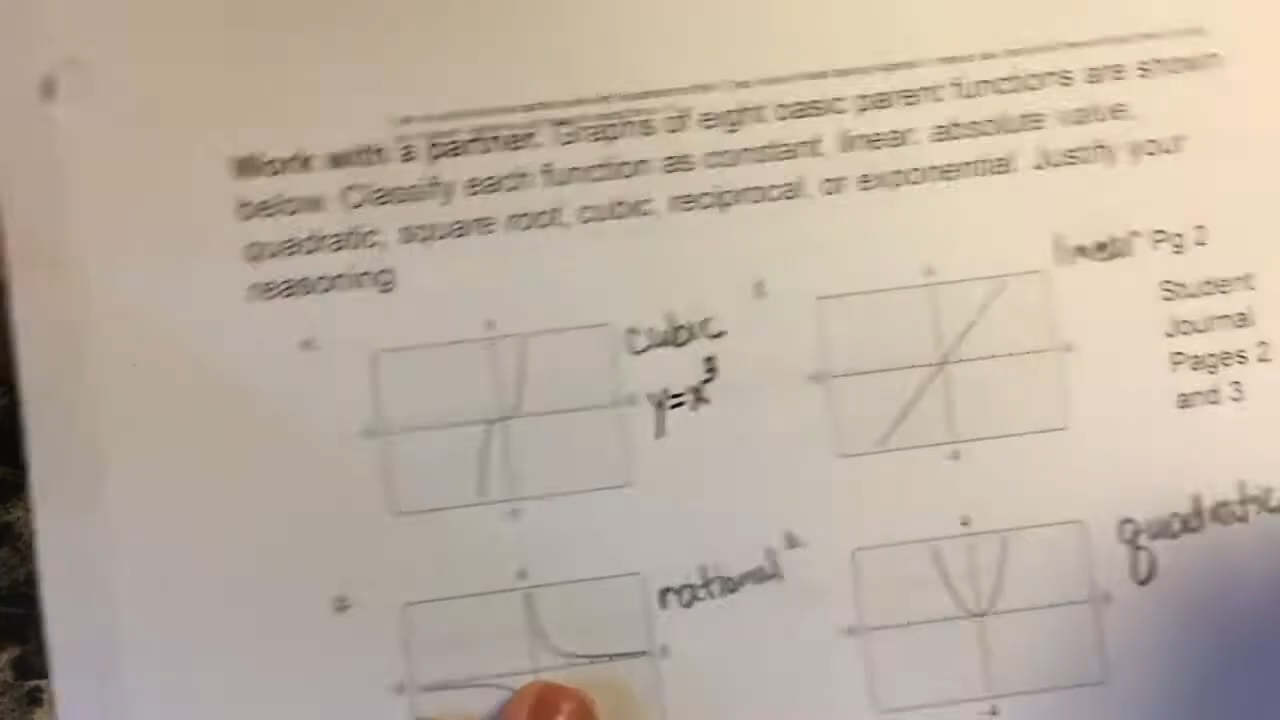 Work with a partner. Graphs of eight basic parent functions are shown
below. Classify each function as constant, linear, absolute value,
quadratic, square root, cubic, reciprocal, or exponential. Justify your
reasoning
linear Pg 2
Student
Journal
Pages 2
and 3
cubic
y=x³
rational
quadratic